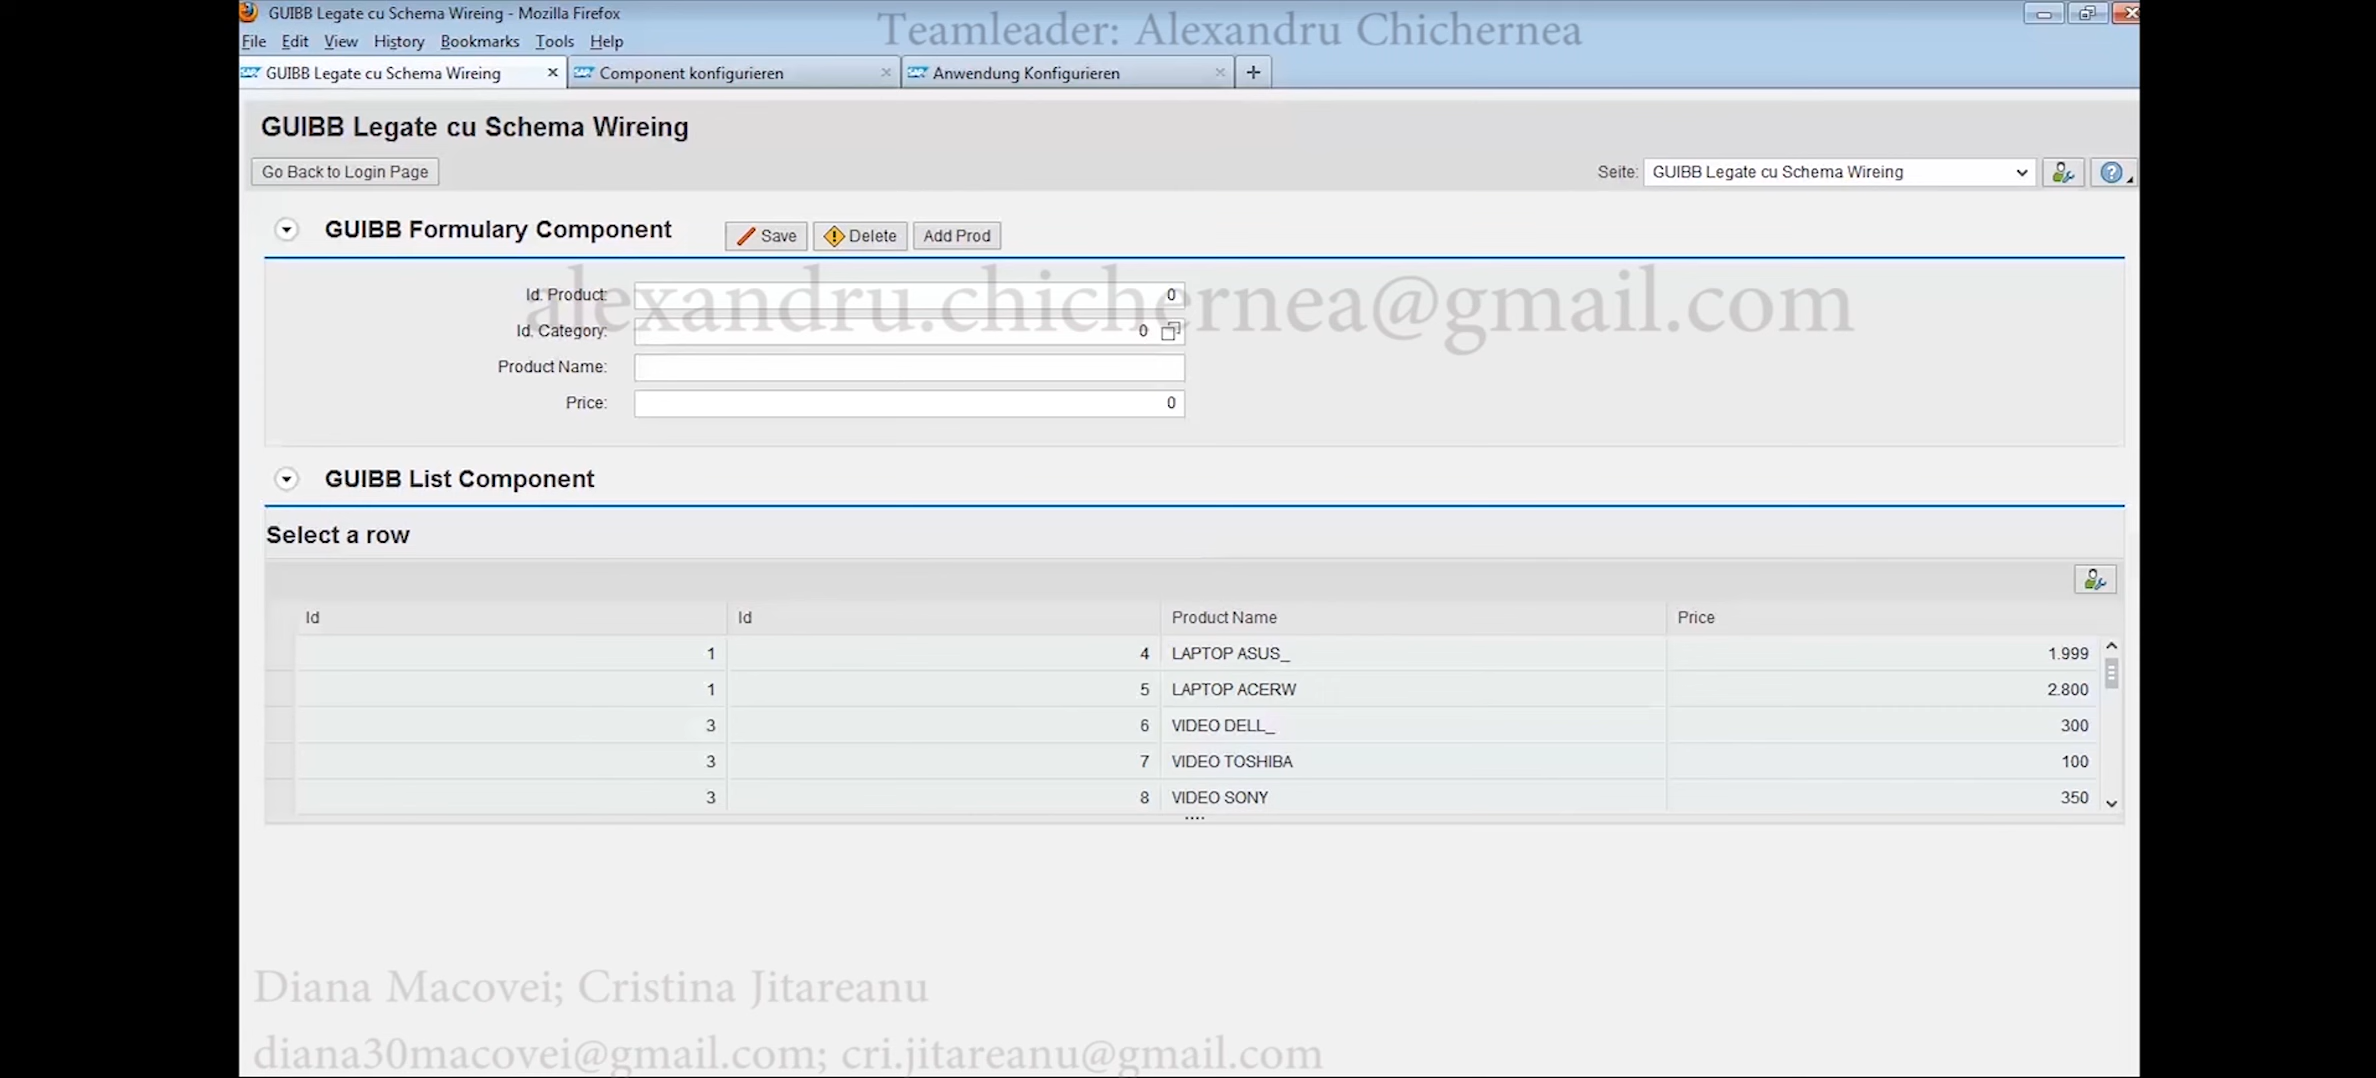 GUIBB Legate cu Schema Wireing - Mozilla Firefox
Teamleader: Alexandru Chichernea
File Edit View History Bookmarks Tools Help
GUIBB Legate cu Schema Wireing Component konfigurieren Anwendung Konfigurieren
GUIBB Legate cu Schema Wireing
Go Back to Login Page Seite: GUIBB Legate cu Schema Wireing
GUIBB Formulary Component Save Delete Add Prod
alexandru.chichernea@gmail.com
Id. Product: 0
Id. Category: 0
Product Name:
Price: 0
GUIBB List Component
Select a row
Id Id Product Name Price
1 4 LAPTOP ASUS_ 1.999
1 5 LAPTOP ACERW 2.800
3 6 VIDEO DELL_ 300
3 7 VIDEO TOSHIBA 100
3 8 VIDEO SONY 350
Diana Macovei; Cristina Jitareanu
diana30macovei@gmail.com; cri.jitareanu@gmail.com